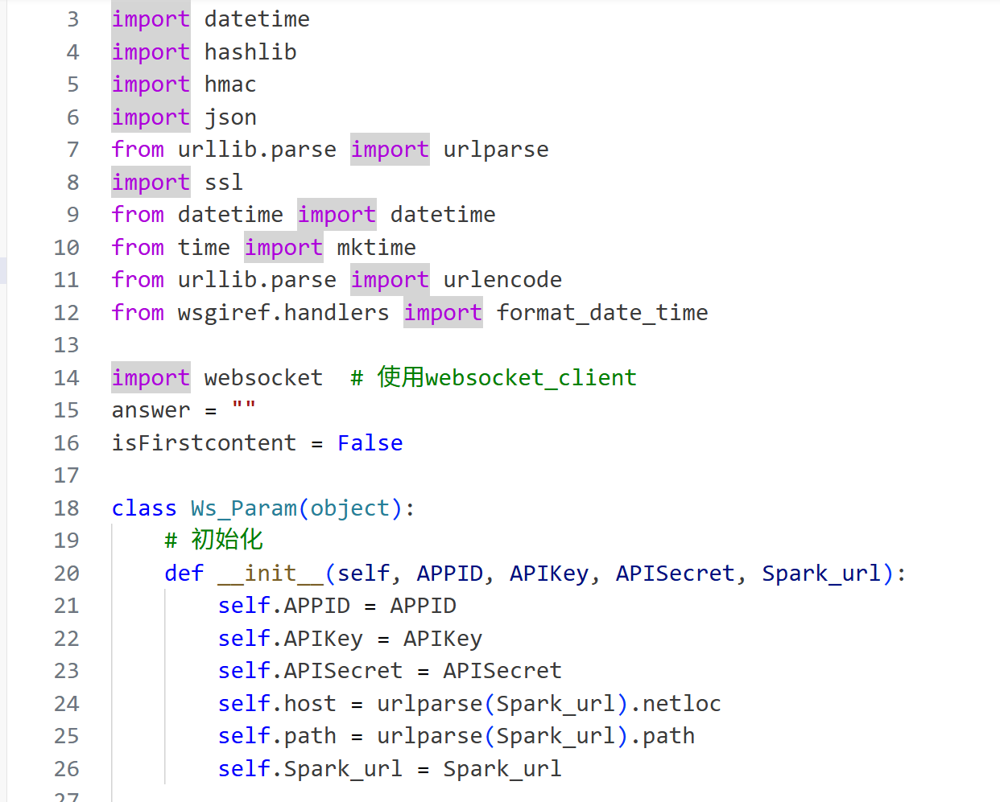 3 import datetime
4 import hashlib
5 import hmac
6 import json
7 from urllib.parse import urlparse
8 import ssl
9 from datetime import datetime
10 from time import mktime
11 from urllib.parse import urlencode
12 from wsgiref.handlers import format_date_time
13
14 import websocket  # 使用websocket_client
15 answer = ""
16 isFirstcontent = False
17
18 class Ws_Param(object):
19     # 初始化
20     def __init__(self, APPID, APIKey, APISecret, Spark_url):
21         self.APPID = APPID
22         self.APIKey = APIKey
23         self.APISecret = APISecret
24         self.host = urlparse(Spark_url).netloc
25         self.path = urlparse(Spark_url).path
26         self.Spark_url = Spark_url
27